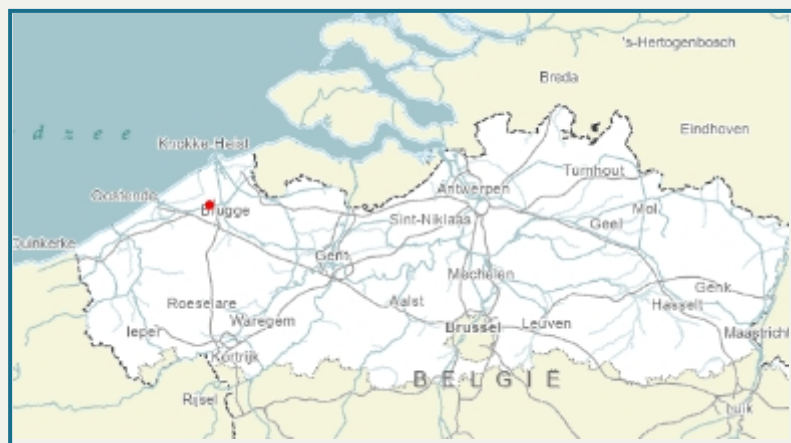 's-Hertogenbosch
Breda
Eindhoven
d z e e
Knokke-Heist
Turnhout
Antwerpen
Oostende
Mol
Brugge
Sint-Niklaas
Geel
Duinkerke
Gent
Mechelen
Genk
Roeselare
Aalst
Hasselt
Waregem
Ieper
Brussel
Leuven
Maastricht
Kortrijk
BELGIË
Rijsel
Luik